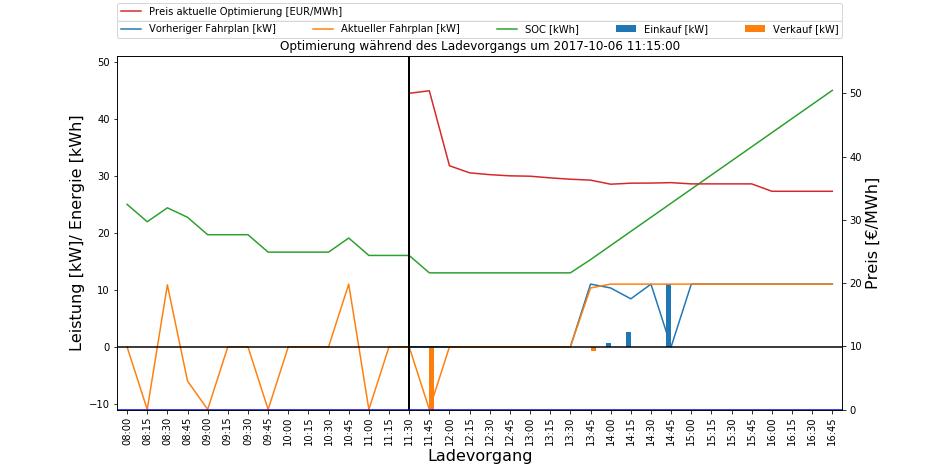 Preis aktuelle Optimierung [EUR/MWh]
Vorheriger Fahrplan [kW] Aktueller Fahrplan [kW] SOC [kWh] Einkauf [kW] Verkauf [kW]
Optimierung während des Ladevorgangs um 2017-10-06 11:15:00
Leistung [kW]/ Energie [kWh]
50
40
30
20
10
0
−10
50
40
30
20
10
0
Preis [€/MWh]
08:00 08:15 08:30 08:45 09:00 09:15 09:30 09:45 10:00 10:15 10:30 10:45 11:00 11:15 11:30 11:45 12:00 12:15 12:30 12:45 13:00 13:15 13:30 13:45 14:00 14:15 14:30 14:45 15:00 15:15 15:30 15:45 16:00 16:15 16:30 16:45
Ladevorgang